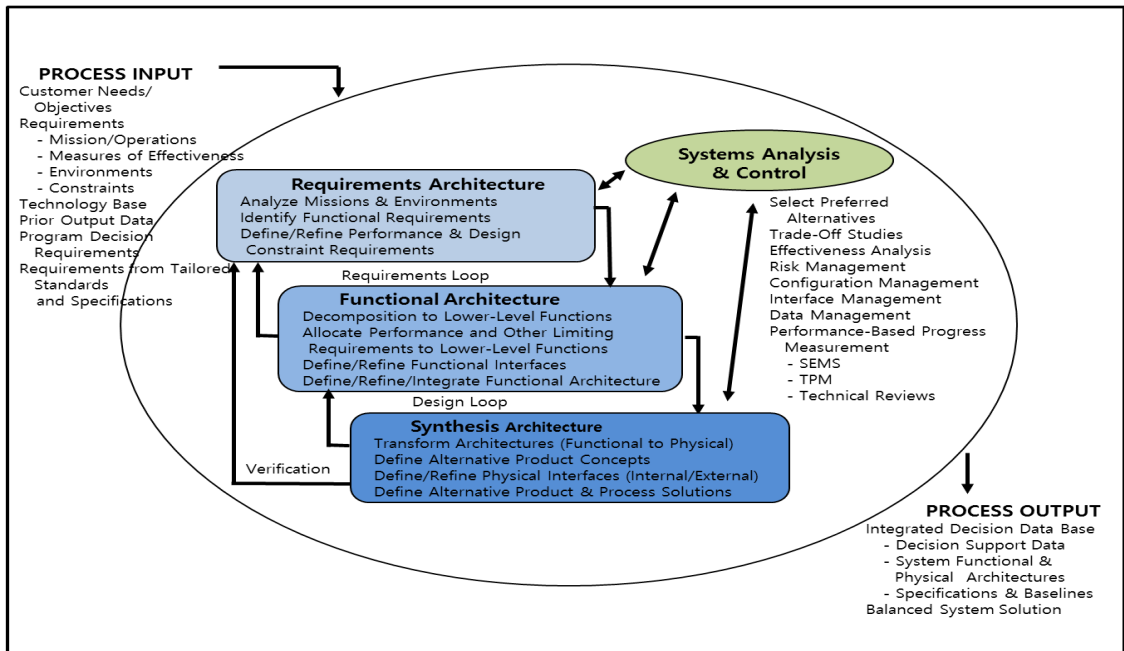 PROCESS INPUT
Customer Needs/
Objectives
Requirements
- Mission/Operations
- Measures of Effectiveness
- Environments
- Constraints
Technology Base
Prior Output Data
Program Decision
Requirements
Requirements from Tailored
Standards
and Specifications
Requirements Architecture
Analyze Missions & Environments
Identify Functional Requirements
Define/Refine Performance & Design
Constraint Requirements
Systems Analysis
& Control
Select Preferred
Alternatives
Trade-Off Studies
Effectiveness Analysis
Risk Management
Configuration Management
Interface Management
Data Management
Performance-Based Progress
Measurement
- SEMS
- TPM
- Technical Reviews
Requirements Loop
Functional Architecture
Decomposition to Lower-Level Functions
Allocate Performance and Other Limiting
Requirements to Lower-Level Functions
Define/Refine Functional Interfaces
Define/Refine/Integrate Functional Architecture
Design Loop
Synthesis Architecture
Transform Architectures (Functional to Physical)
Define Alternative Product Concepts
Define/Refine Physical Interfaces (Internal/External)
Define Alternative Product & Process Solutions
Verification
PROCESS OUTPUT
Integrated Decision Data Base
- Decision Support Data
- System Functional &
Physical Architectures
- Specifications & Baselines
Balanced System Solution